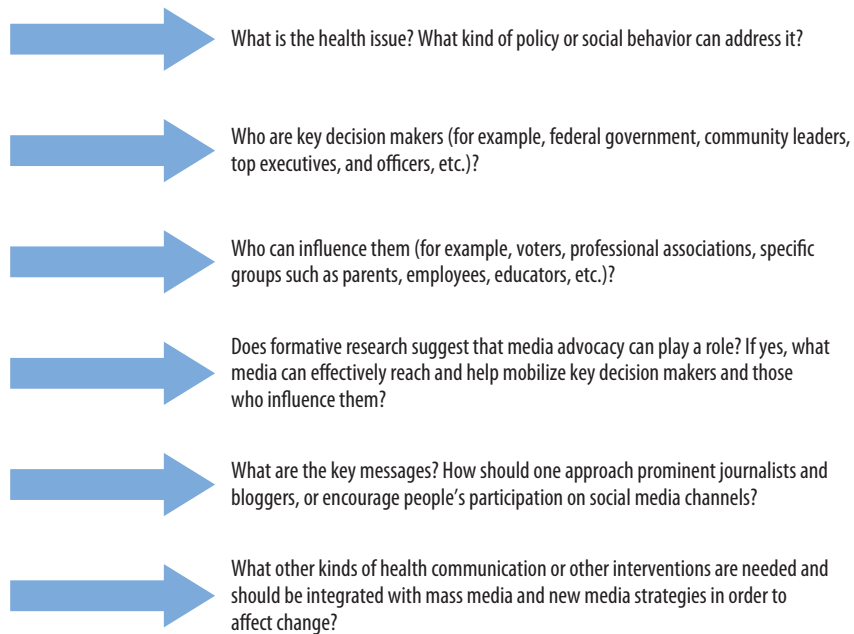 What is the health issue? What kind of policy or social behavior can address it?
Who are key decision makers (for example, federal government, community leaders,
top executives, and officers, etc.)?
Who can influence them (for example, voters, professional associations, specific
groups such as parents, employees, educators, etc.)?
Does formative research suggest that media advocacy can play a role? If yes, what
media can effectively reach and help mobilize key decision makers and those
who influence them?
What are the key messages? How should one approach prominent journalists and
bloggers, or encourage people’s participation on social media channels?
What other kinds of health communication or other interventions are needed and
should be integrated with mass media and new media strategies in order to
affect change?